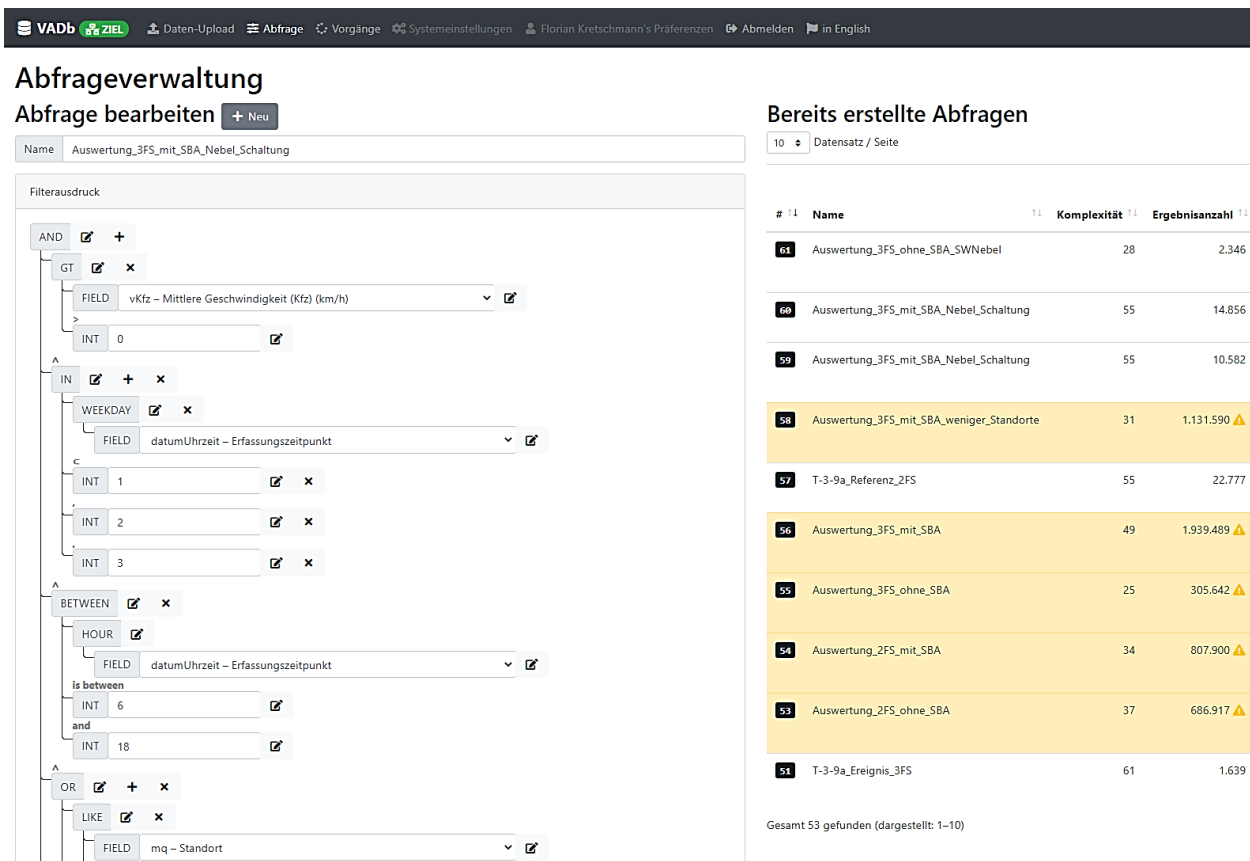 VADb ZIEL Daten-Upload Abfrage Vorgänge Systemeinstellungen Florian Kretschmann's Präferenzen Abmelden in English
Abfrageverwaltung
Abfrage bearbeiten + Neu
Name Auswertung_3FS_mit_SBA_Nebel_Schaltung
Filterausdruck
AND
GT
FIELD vKfz – Mittlere Geschwindigkeit (Kfz) (km/h)
>
INT 0
∧
IN
WEEKDAY
FIELD datumUhrzeit – Erfassungszeitpunkt
⊂
INT 1
,
INT 2
,
INT 3
∧
BETWEEN
HOUR
FIELD datumUhrzeit – Erfassungszeitpunkt
is between
INT 6
and
INT 18
∧
OR
LIKE
FIELD mq – Standort
Bereits erstellte Abfragen
10 Datensatz / Seite
# Name Komplexität Ergebnisanzahl
61 Auswertung_3FS_ohne_SBA_SWNebel 28 2.346
60 Auswertung_3FS_mit_SBA_Nebel_Schaltung 55 14.856
59 Auswertung_3FS_mit_SBA_Nebel_Schaltung 55 10.582
58 Auswertung_3FS_mit_SBA_weniger_Standorte 31 1.131.590
57 T-3-9a_Referenz_2FS 55 22.777
56 Auswertung_3FS_mit_SBA 49 1.939.489
55 Auswertung_3FS_ohne_SBA 25 305.642
54 Auswertung_2FS_mit_SBA 34 807.900
53 Auswertung_2FS_ohne_SBA 37 686.917
51 T-3-9a_Ereignis_3FS 61 1.639
Gesamt 53 gefunden (dargestellt: 1–10)